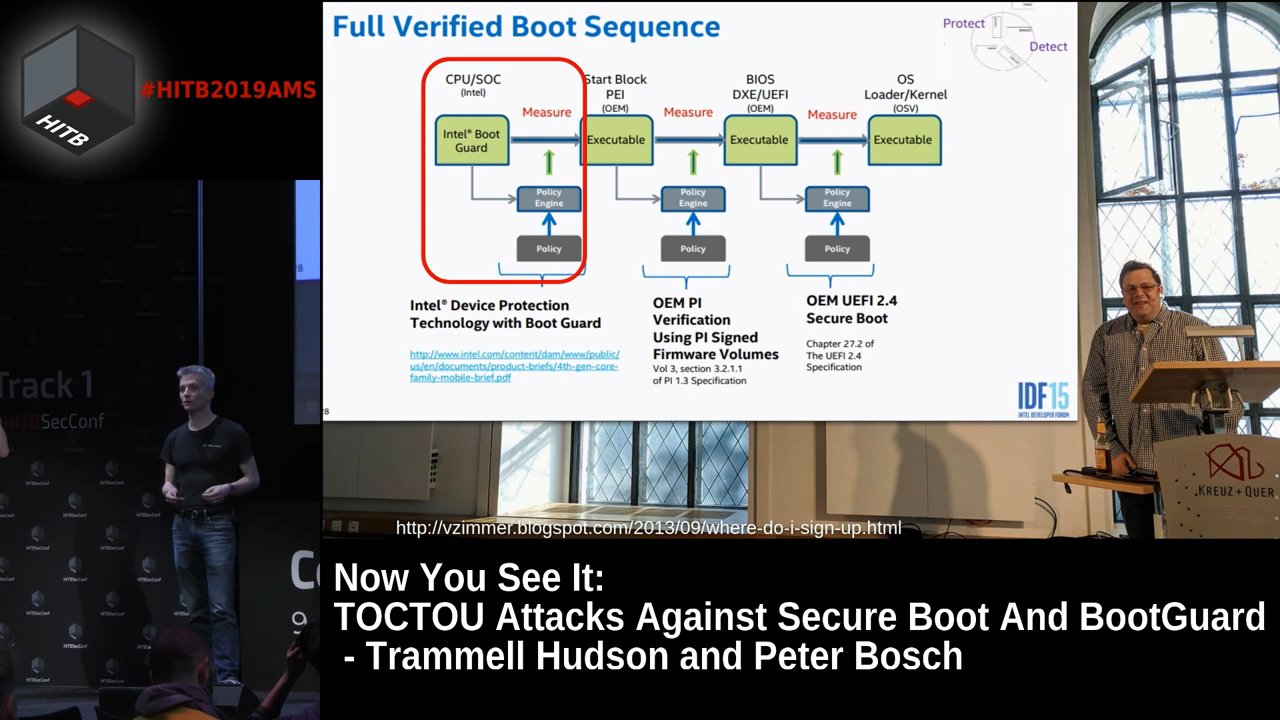 HITB
#HITB2019AMS
Track 1
HITBSecConf
Full Verified Boot Sequence
Protect
Detect
CPU/SOC
(Intel)
Start Block
PEI
(OEM)
BIOS
DXE/UEFI
(OEM)
OS
Loader/Kernel
(OSV)
Measure
Measure
Measure
Intel® Boot
Guard
Executable
Executable
Executable
Policy
Engine
Policy
Engine
Policy
Engine
Policy
Policy
Policy
Intel® Device Protection
Technology with Boot Guard
http://www.intel.com/content/dam/www/public/
us/en/documents/product-briefs/4th-gen-core-
family-mobile-brief.pdf
OEM PI
Verification
Using PI Signed
Firmware Volumes
Vol 3, section 3.2.1.1
of PI 1.3 Specification
OEM UEFI 2.4
Secure Boot
Chapter 27.2 of
The UEFI 2.4
Specification
28
IDF15
INTEL DEVELOPER FORUM
KREUZ+QUER
http://vzimmer.blogspot.com/2013/09/where-do-i-sign-up.html
Now You See It:
TOCTOU Attacks Against Secure Boot And BootGuard
- Trammell Hudson and Peter Bosch